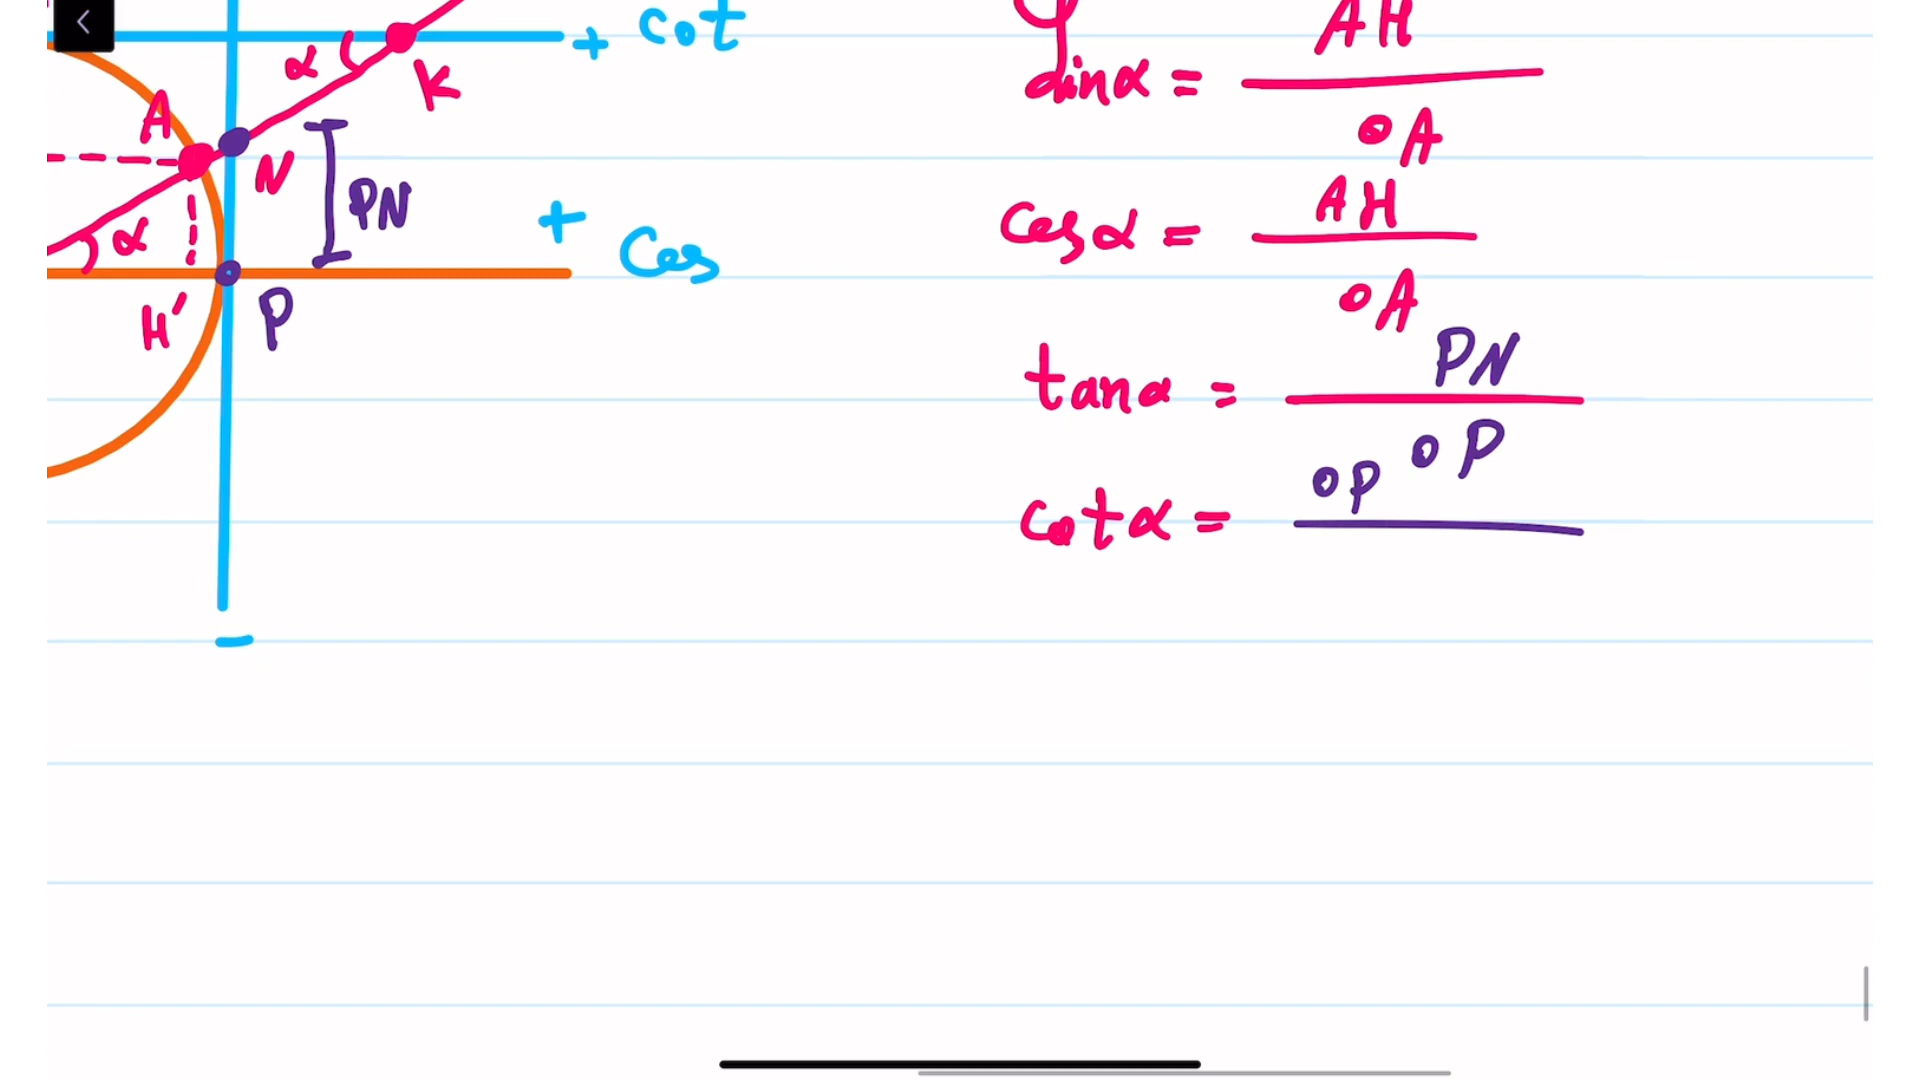 + cot
α
K
A
N
PN
α
+ Cos
H'
P
−
sinα = AH / OA
Cosα = AH / OA
tanα = PN / OP
cotα = OP /